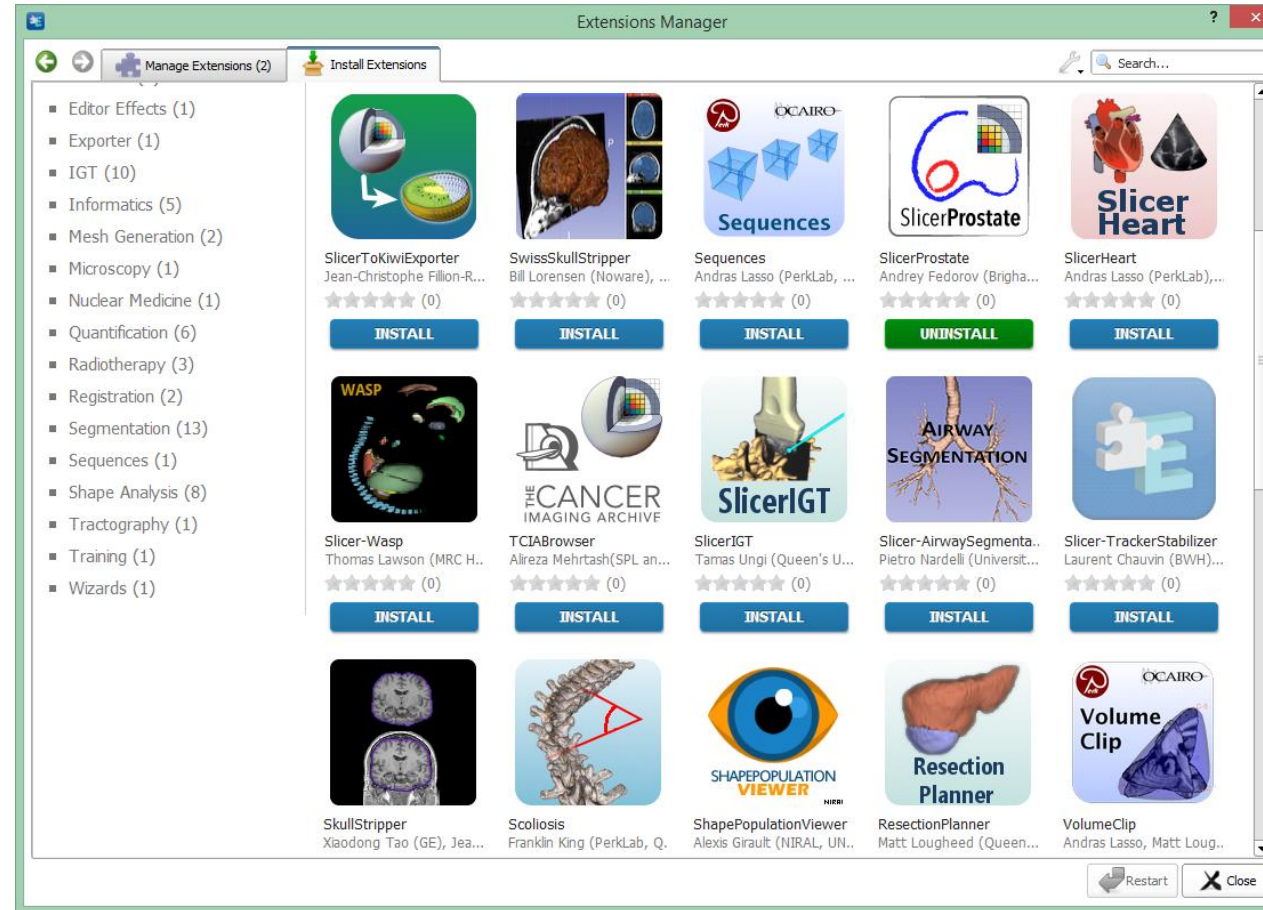 Extensions Manager
?
Manage Extensions (2)
Install Extensions
Search...
Editor Effects (1)
Exporter (1)
IGT (10)
Informatics (5)
Mesh Generation (2)
Microscopy (1)
Nuclear Medicine (1)
Quantification (6)
Radiotherapy (3)
Registration (2)
Segmentation (13)
Sequences (1)
Shape Analysis (8)
Tractography (1)
Training (1)
Wizards (1)
SlicerToKiwiExporter
Jean-Christophe Fillion-R...
(0)
INSTALL
P
SwissSkullStripper
Bill Lorensen (Noware), ...
(0)
INSTALL
Perk
OCAIRO
Sequences
Sequences
Andras Lasso (PerkLab, ...
(0)
INSTALL
SlicerProstate
SlicerProstate
Andrey Fedorov (Brigha...
(0)
UNINSTALL
Slicer
Heart
SlicerHeart
Andras Lasso (PerkLab),...
(0)
INSTALL
WASP
Slicer-Wasp
Thomas Lawson (MRC H..
(0)
INSTALL
THE
CANCER
IMAGING ARCHIVE
TCIABrowser
Alireza Mehrtash(SPL an...
(0)
INSTALL
SlicerIGT
SlicerIGT
Tamas Ungi (Queen's U...
(0)
INSTALL
AIRWAY
SEGMENTATION
Slicer-AirwaySegmenta..
Pietro Nardelli (Universit...
(0)
INSTALL
E
Slicer-TrackerStabilizer
Laurent Chauvin (BWH)...
(0)
INSTALL
SkullStripper
Xiaodong Tao (GE), Jea...
Scoliosis
Franklin King (PerkLab, Q.
SHAPEPOPULATION
VIEWER
NIRAL
ShapePopulationViewer
Alexis Girault (NIRAL, UN..
Resection
Planner
ResectionPlanner
Matt Lougheed (Queen...
Perk
OCAIRO
Volume
Clip
VolumeClip
Andras Lasso, Matt Loug..
Restart
Close